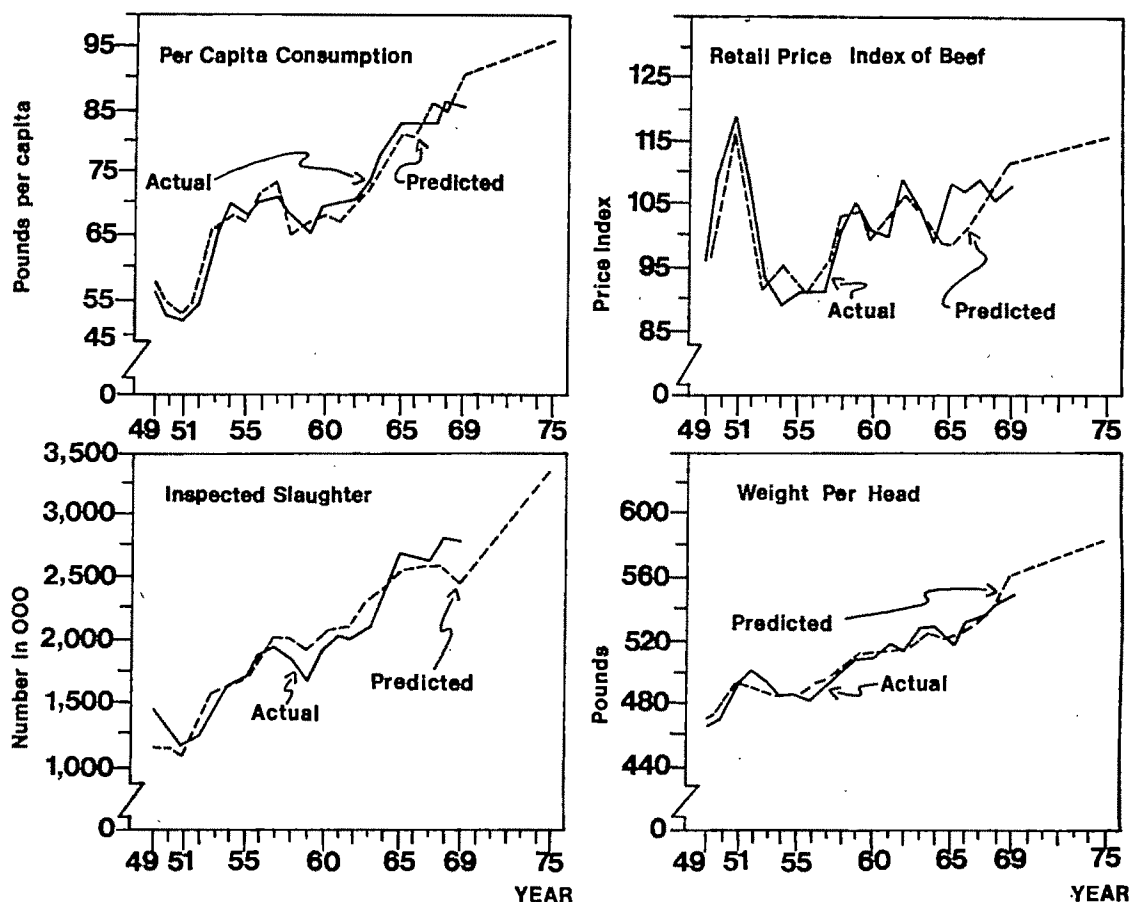 Per Capita Consumption
Pounds per capita
95
85
75
65
55
45
0
Actual
Predicted
49 51 55 60 65 69 75
Retail Price Index of Beef
Price Index
125
115
105
95
85
0
Actual
Predicted
49 51 55 60 65 69 75
Inspected Slaughter
Number in 000
3,500
3,000
2,500
2,000
1,500
1,000
0
Actual
Predicted
49 51 55 60 65 69 75
YEAR
Weight Per Head
Pounds
600
560
520
480
440
0
Predicted
Actual
49 51 55 60 65 69 75
YEAR